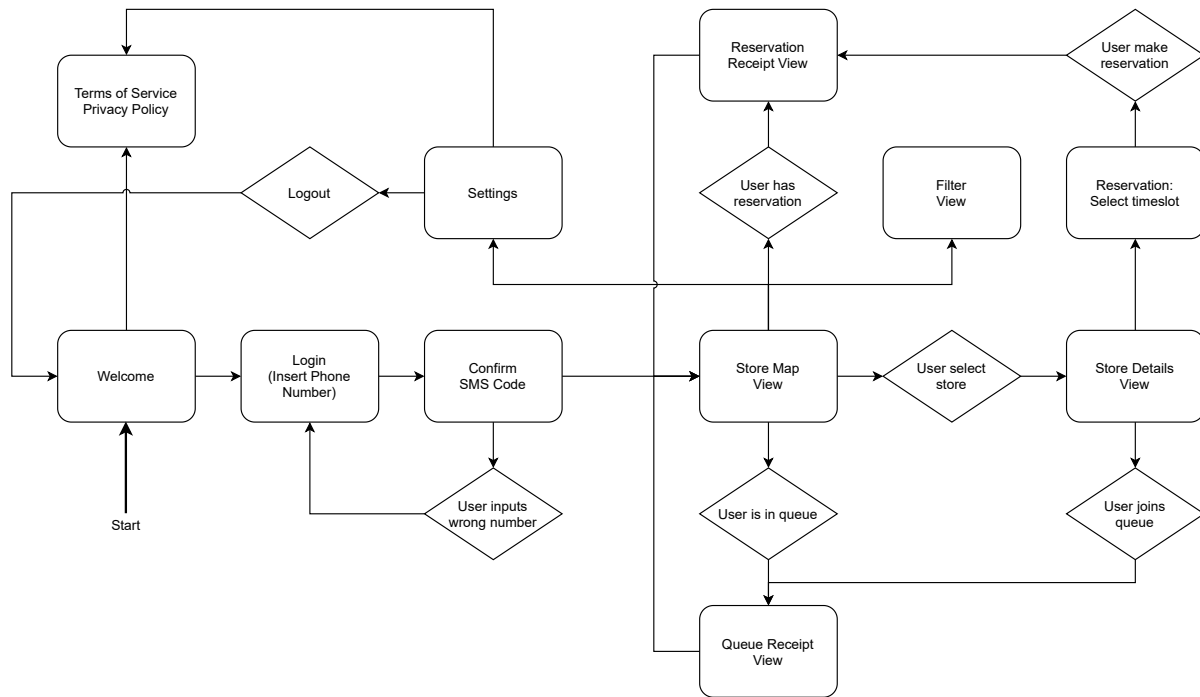 Reservation
Receipt View
User make
reservation
Terms of Service
Privacy Policy
Logout
Settings
User has
reservation
Filter
View
Reservation:
Select timeslot
Welcome
Login
(Insert Phone
Number)
Confirm
SMS Code
Store Map
View
User select
store
Store Details
View
Start
User inputs
wrong number
User is in queue
User joins
queue
Queue Receipt
View